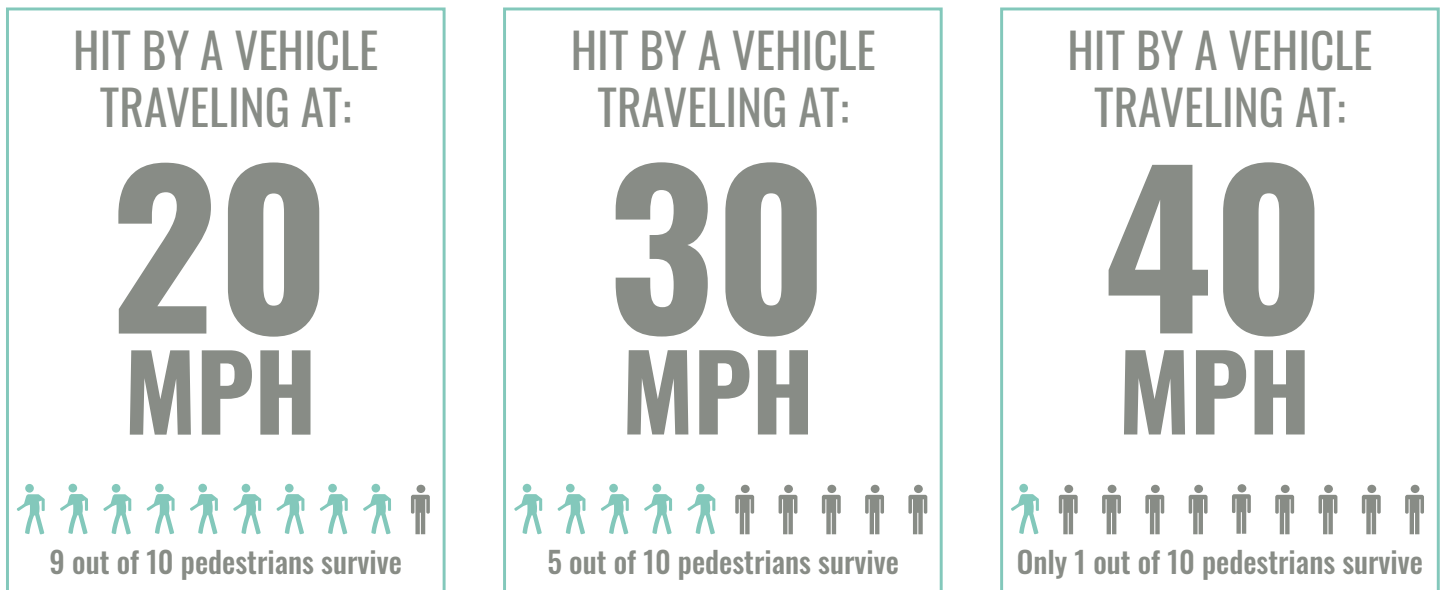 HIT BY A VEHICLE
TRAVELING AT:
20
MPH
9 out of 10 pedestrians survive
HIT BY A VEHICLE
TRAVELING AT:
30
MPH
5 out of 10 pedestrians survive
HIT BY A VEHICLE
TRAVELING AT:
40
MPH
Only 1 out of 10 pedestrians survive